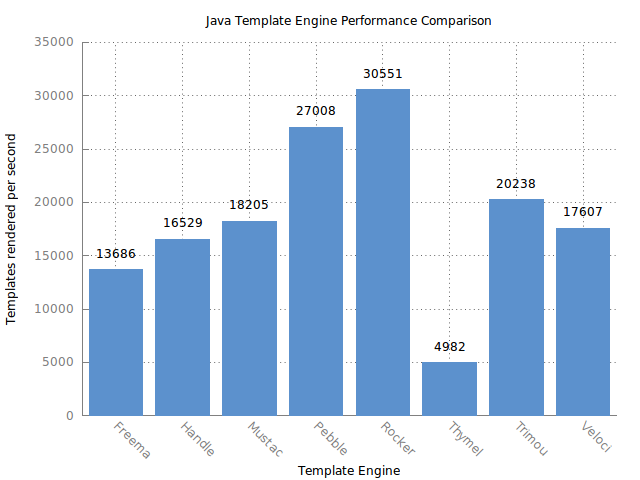 Java Template Engine Performance Comparison
Templates rendered per second
35000
30000
25000
20000
15000
10000
5000
0
13686
16529
18205
27008
30551
4982
20238
17607
Freema
Handle
Mustac
Pebble
Rocker
Thymel
Trimou
Veloci
Template Engine